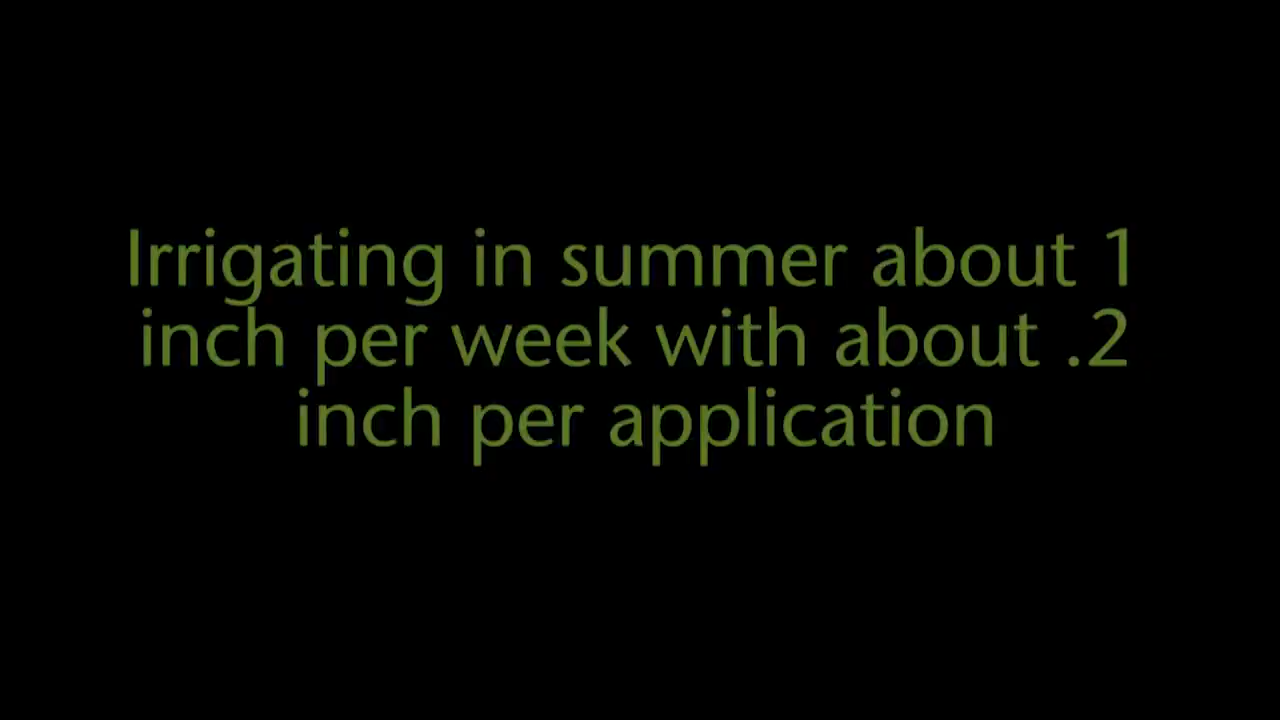 Irrigating in summer about 1
inch per week with about .2
inch per application